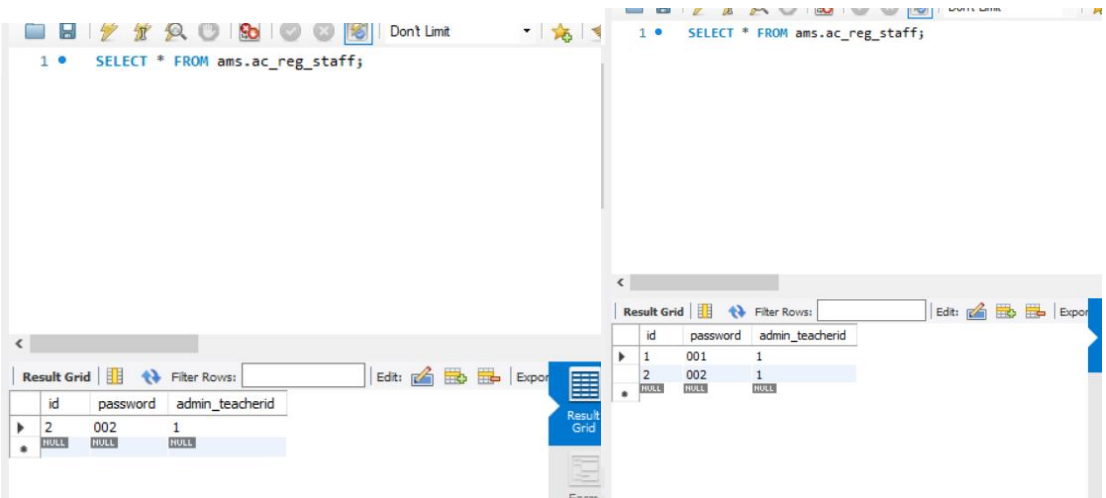 Don't Limit
1 SELECT * FROM ams.ac_reg_staff;
Result Grid Filter Rows: Edit: Expor
id password admin_teacherid
2 002 1
NULL NULL NULL
Result
Grid
Form
Don't Limit
1 SELECT * FROM ams.ac_reg_staff;
Result Grid Filter Rows: Edit: Expor
id password admin_teacherid
1 001 1
2 002 1
NULL NULL NULL